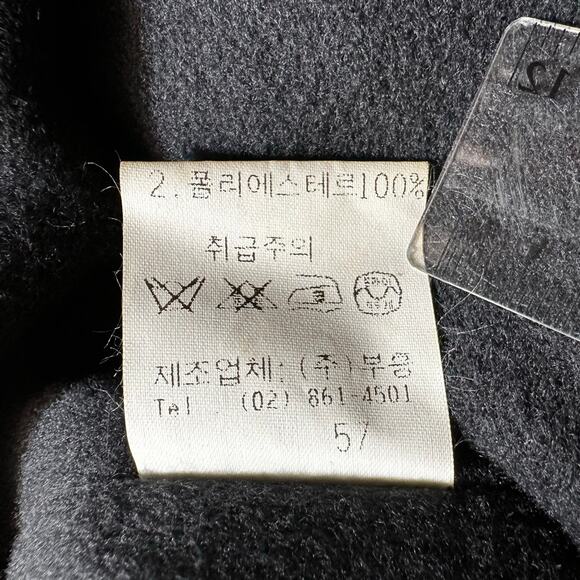 2. 폴리에스테르100%
취급주의
제조업체: (주)부흥
Tel (02) 861-4501
57
12